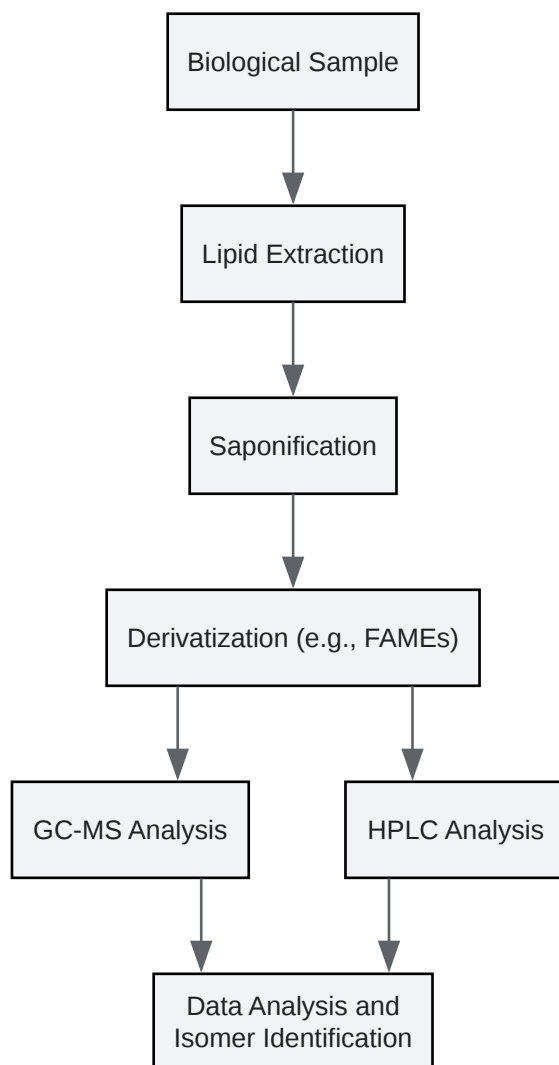 Biological Sample
Lipid Extraction
Saponification
Derivatization (e.g., FAMEs)
GC-MS Analysis
HPLC Analysis
Data Analysis and
Isomer Identification